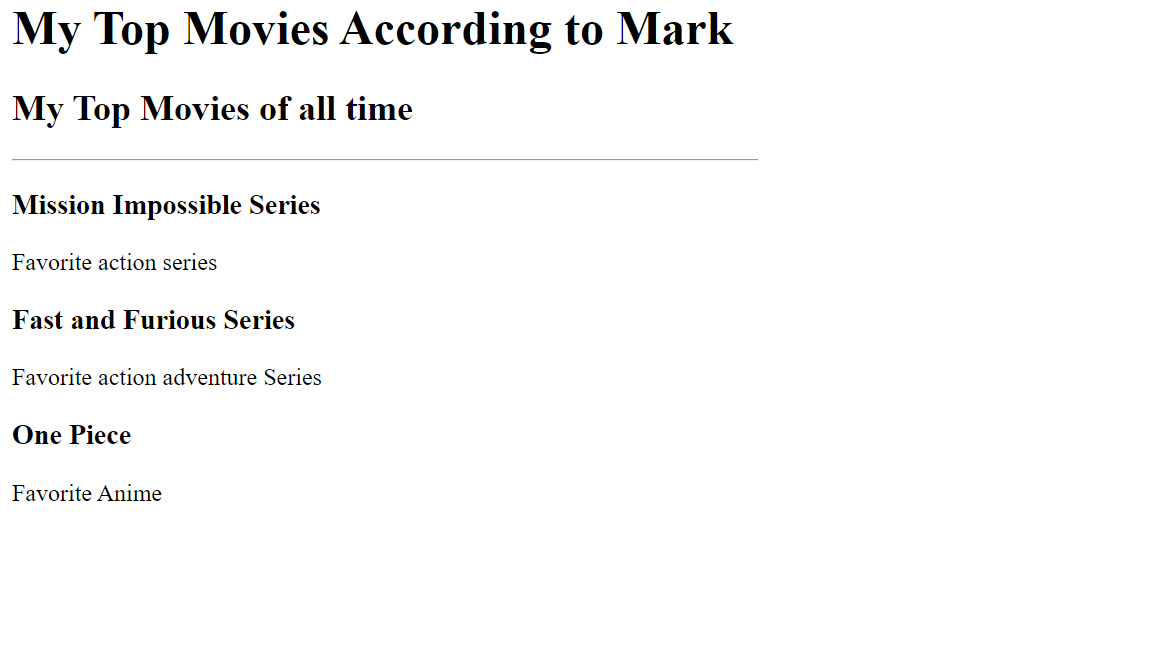 My Top Movies According to Mark
My Top Movies of all time
Mission Impossible Series
Favorite action series
Fast and Furious Series
Favorite action adventure Series
One Piece
Favorite Anime